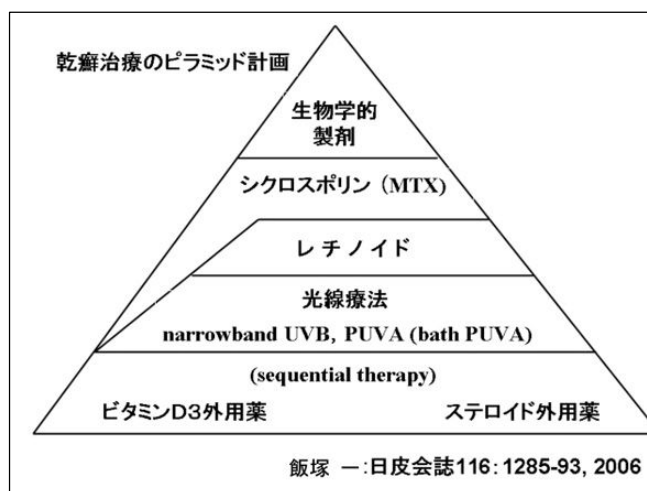 乾癬治療のピラミッド計画
生物学的
製剤
シクロスポリン (MTX)
レチノイド
光線療法
narrowband UVB, PUVA (bath PUVA)
(sequential therapy)
ビタミンD3外用薬 ステロイド外用薬
飯塚 一:日皮会誌116: 1285-93, 2006